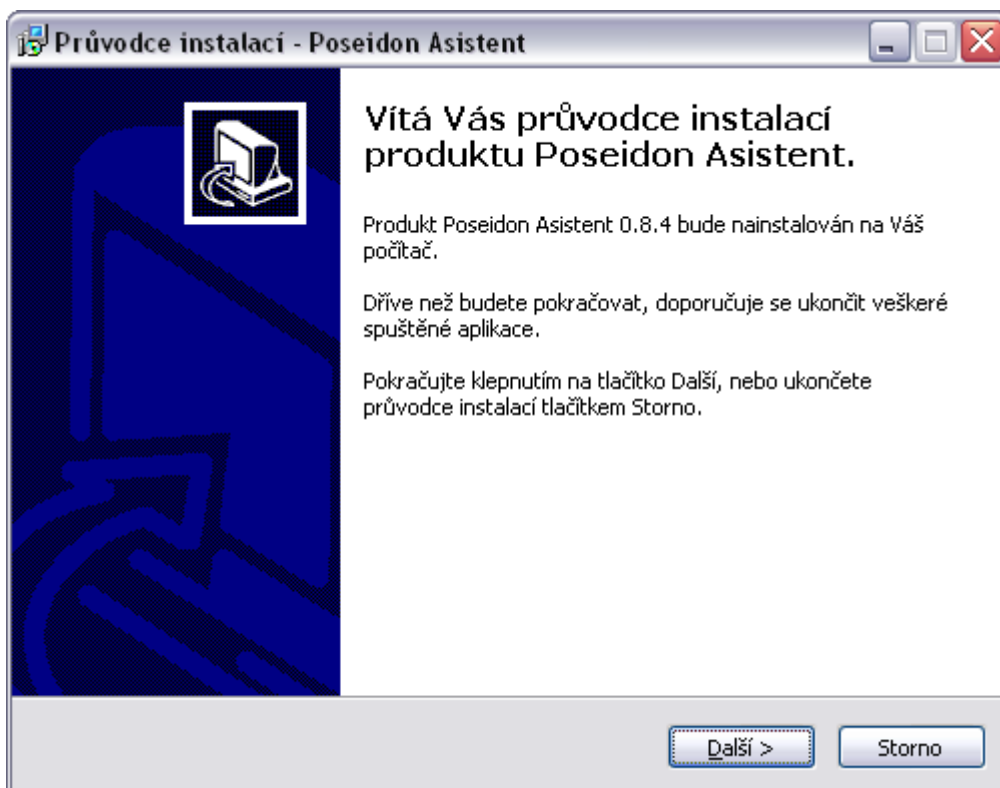 Průvodce instalací - Poseidon Asistent
Vítá Vás průvodce instalací
produktu Poseidon Asistent.
Produkt Poseidon Asistent 0.8.4 bude nainstalován na Váš
počítač.
Dříve než budete pokračovat, doporučuje se ukončit veškeré
spuštěné aplikace.
Pokračujte klepnutím na tlačítko Další, nebo ukončete
průvodce instalací tlačítkem Storno.
Další >
Storno